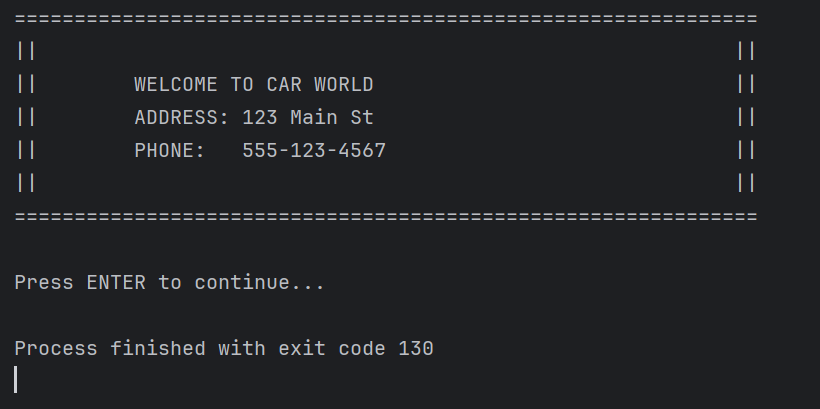 ==============================================================
||                                                          ||
||        WELCOME TO CAR WORLD                              ||
||        ADDRESS: 123 Main St                              ||
||        PHONE:   555-123-4567                             ||
||                                                          ||
==============================================================
Press ENTER to continue...
Process finished with exit code 130